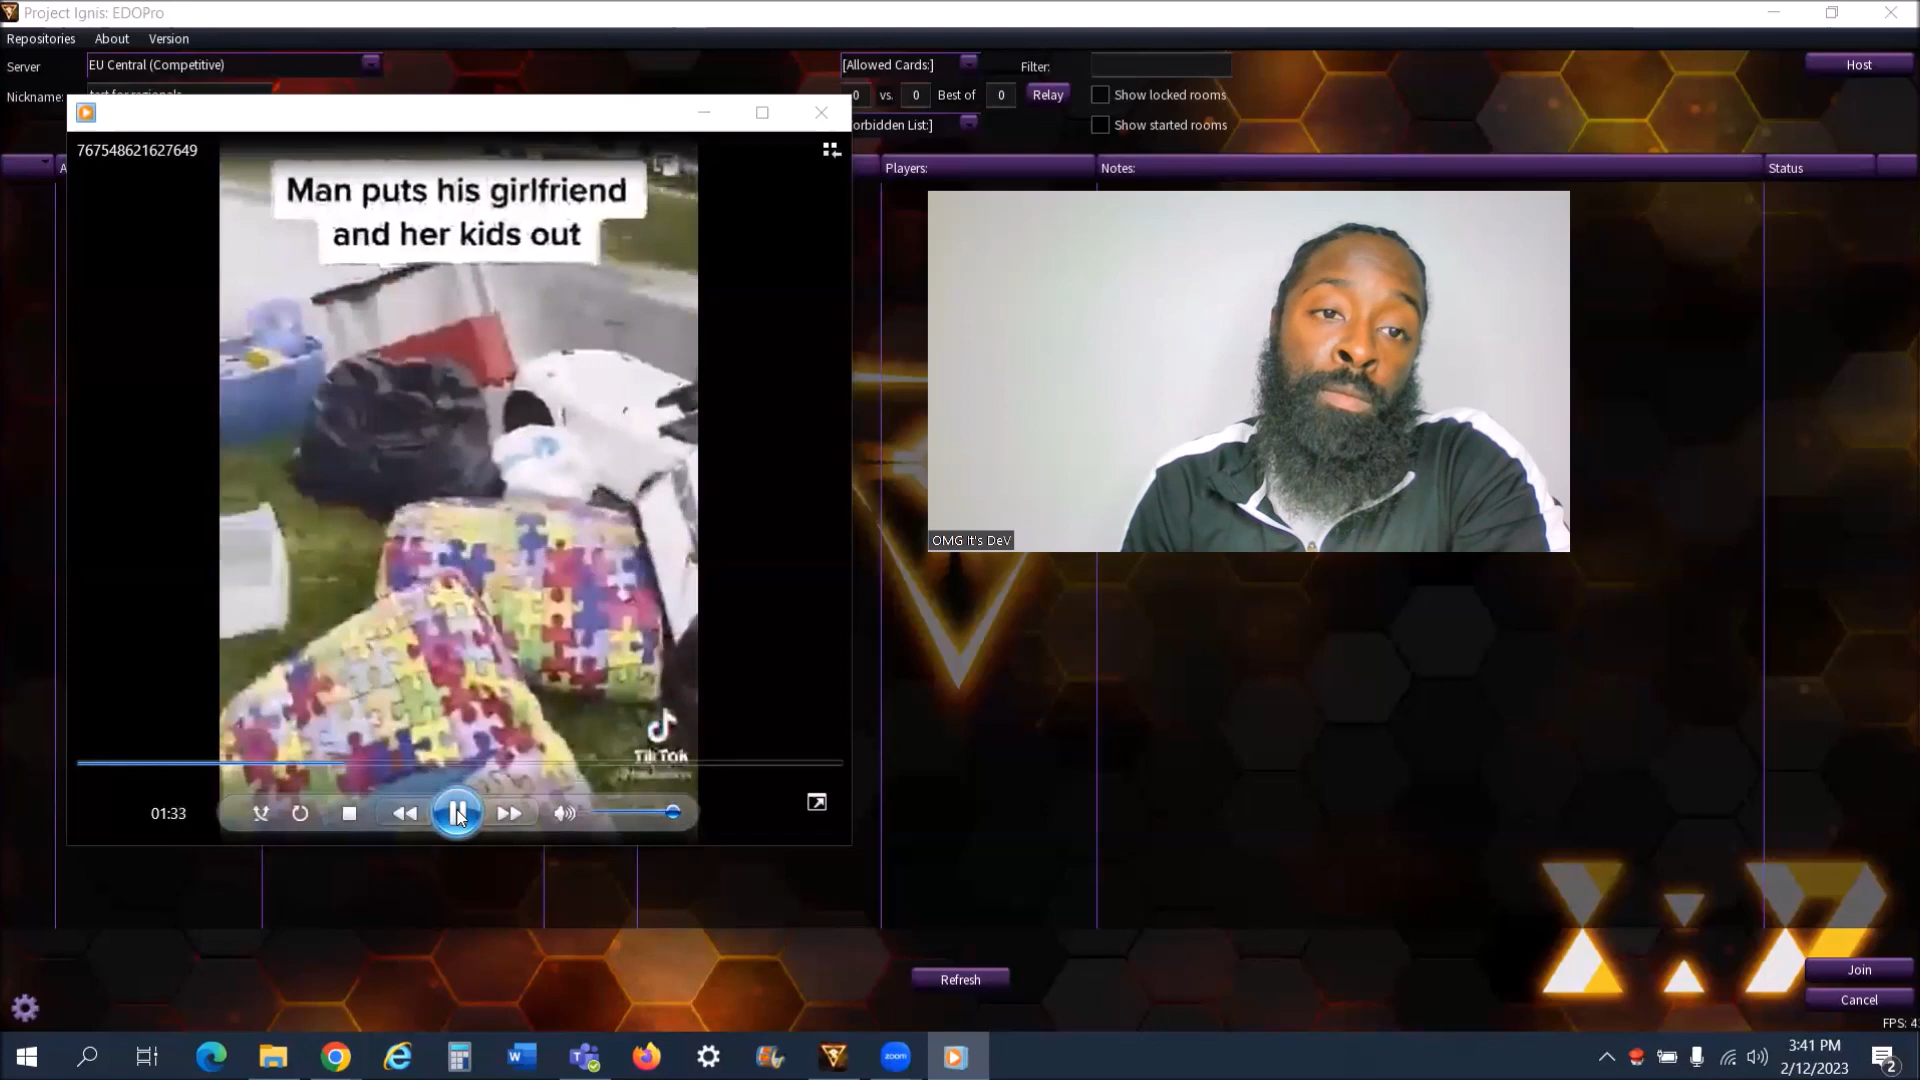 Project Ignis: EDOPro
Repositories About Version
Server EU Central (Competitive) [Allowed Cards:] Filter: Host
Nickname: 0 vs. 0 Best of 0 Relay Show locked rooms
orbidden List:] Show started rooms
Players: Notes: Status
767548621627649
Man puts his girlfriend
and her kids out
OMG It's DeV
TikTok
01:33
Refresh
Join
Cancel
FPS: 4
zoom
3:41 PM
2/12/2023
2